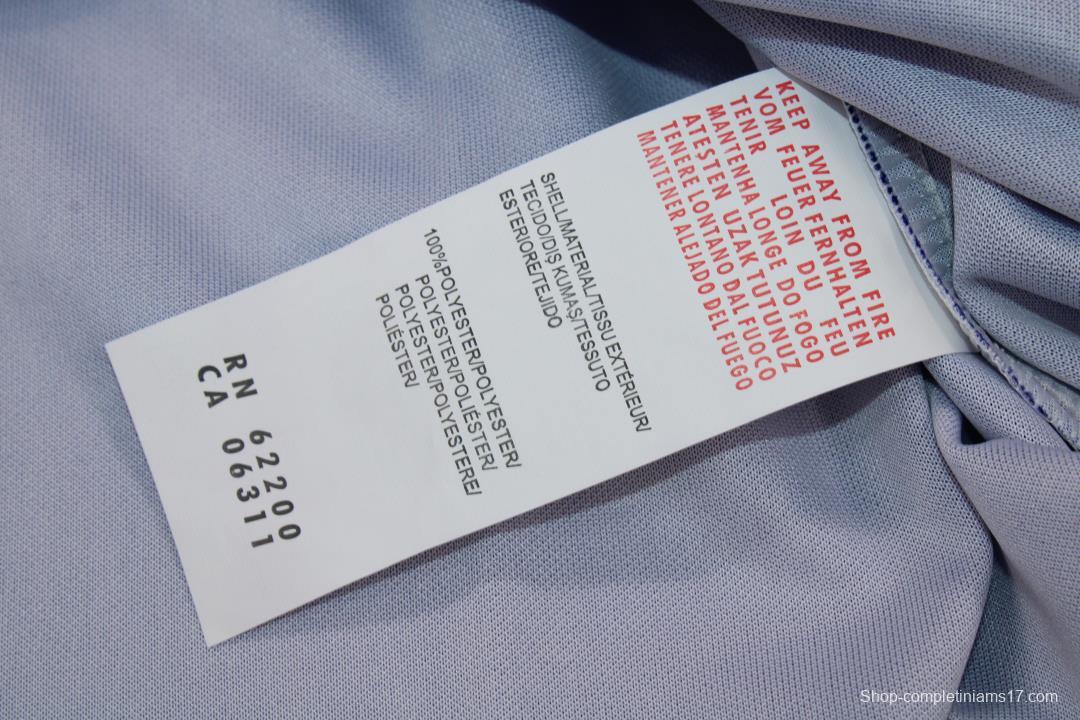 KEEP AWAY FROM FIRE
VOM FEUER FERNHALTEN
TENIR LOIN DU FEU
MANTENHA LONGE DO FOGO
ATEŞTEN UZAK TUTUNUZ
TENERE LONTANO DAL FUOCO
MANTENER ALEJADO DEL FUEGO
SHELL/MATERIAL/TISSU EXTÉRIEUR/
TECIDO/DIŞ KUMAŞ/TESSUTO
ESTERIORE/TEJIDO
100%POLYESTER/POLYESTER/
POLYESTER/POLIÉSTER/
POLYESTER/POLYESTERE/
POLIÉSTER/
RN 62200
CA 06311
Shop-completiniams17.com